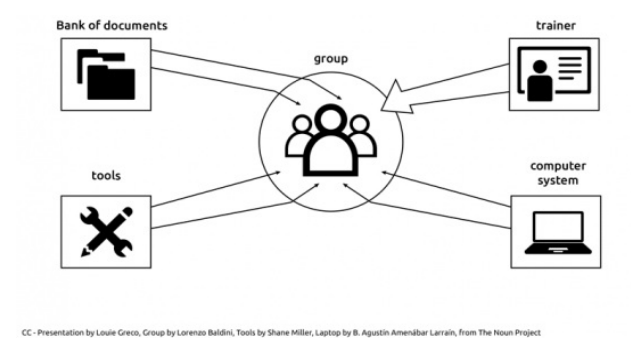 Bank of documents
trainer
group
tools
computer
system
CC - Presentation by Louie Greco, Group by Lorenzo Baldini, Tools by Shane Miller, Laptop by B. Agustín Amenábar Larraín, from The Noun Project